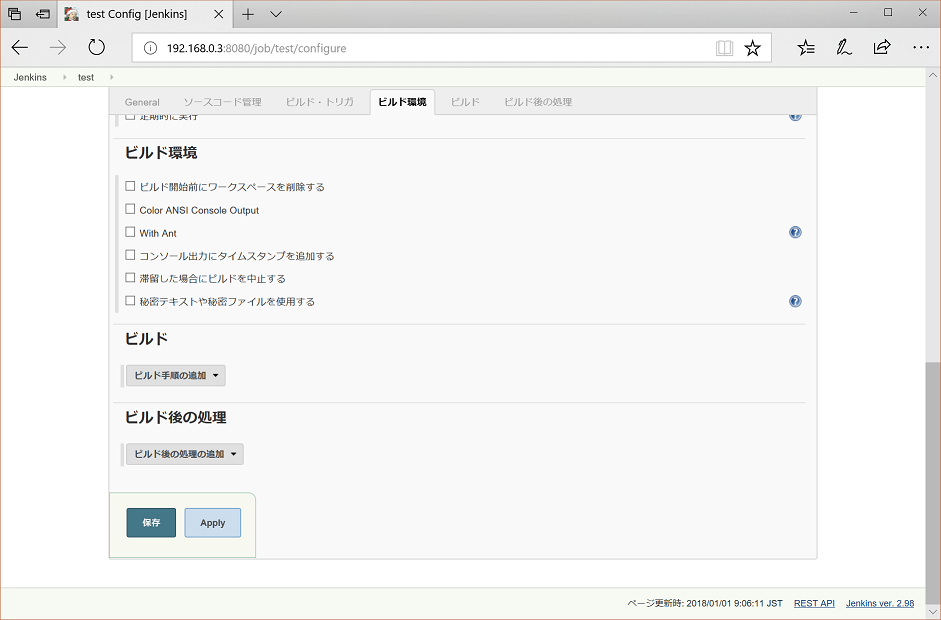 test Config [Jenkins]
192.168.0.3:8080/job/test/configure
Jenkins test
General ソースコード管理 ビルド・トリガ ビルド環境 ビルド ビルド後の処理
定期的に実行
ビルド環境
ビルド開始前にワークスペースを削除する
Color ANSI Console Output
With Ant
コンソール出力にタイムスタンプを追加する
滞留した場合にビルドを中止する
秘密テキストや秘密ファイルを使用する
ビルド
ビルド手順の追加
ビルド後の処理
ビルド後の処理の追加
保存 Apply
ページ更新時: 2018/01/01 9:06:11 JST REST API Jenkins ver. 2.98